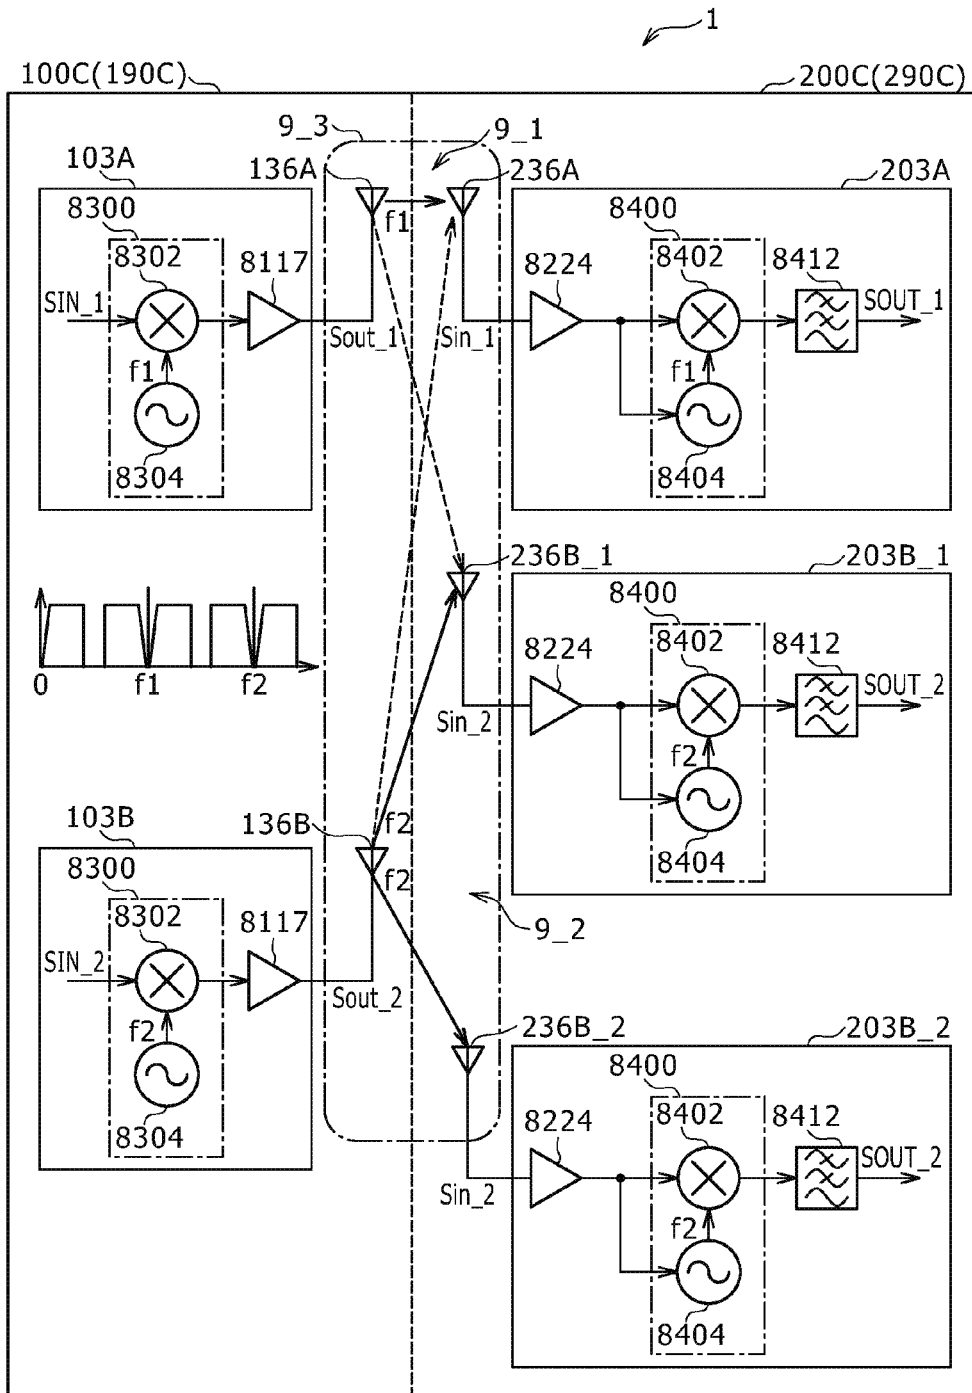 1
100C(190C)
200C(290C)
9_3
9_1
103A
136A
236A
203A
8300
8302
8117
SIN_1
f1
8304
f1
Sout_1
Sin_1
8224
8400
8402
8412
SOUT_1
f1
8404
236B_1
203B_1
0
f1
f2
8224
8400
8402
8412
SOUT_2
Sin_2
f2
8404
103B
136B
f2
f2
8300
8302
8117
9_2
SIN_2
f2
Sout_2
8304
236B_2
203B_2
8224
8400
8402
8412
SOUT_2
Sin_2
f2
8404